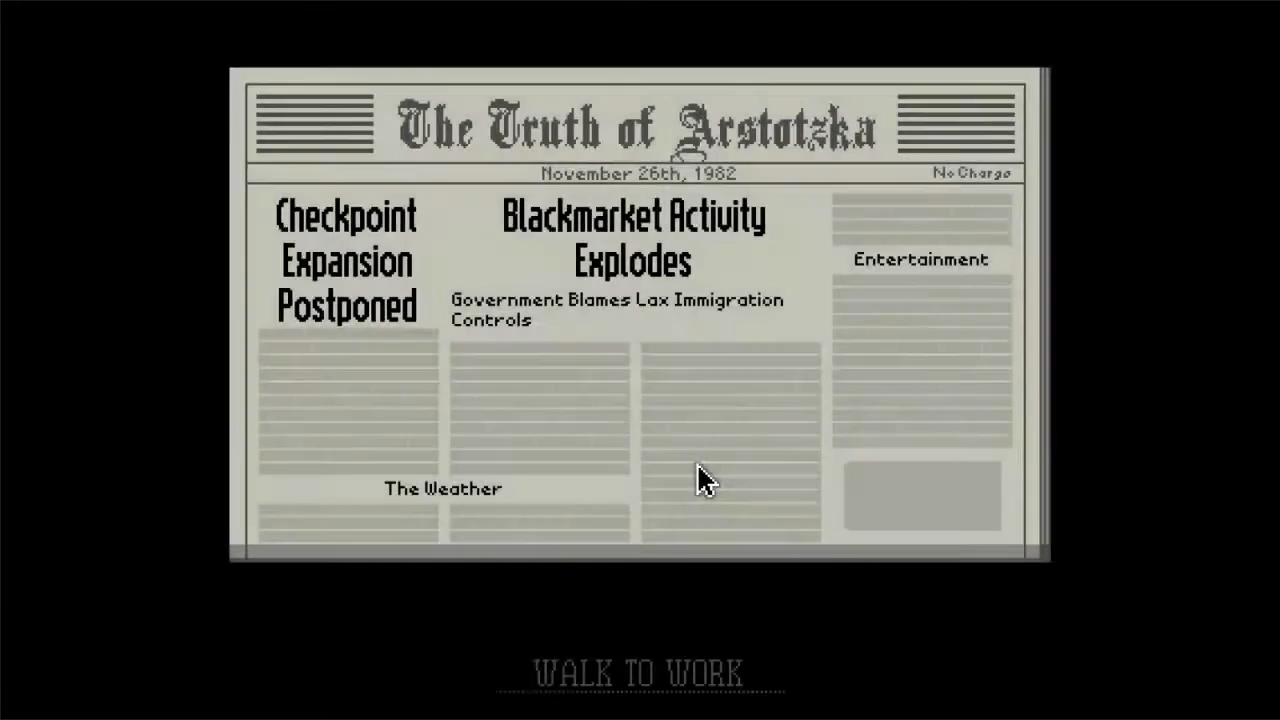 The Truth of Arstotzka
November 26th, 1982
No Charge
Checkpoint
Expansion
Postponed
Blackmarket Activity
Explodes
Government Blames Lax Immigration
Controls
Entertainment
The Weather
WALK TO WORK